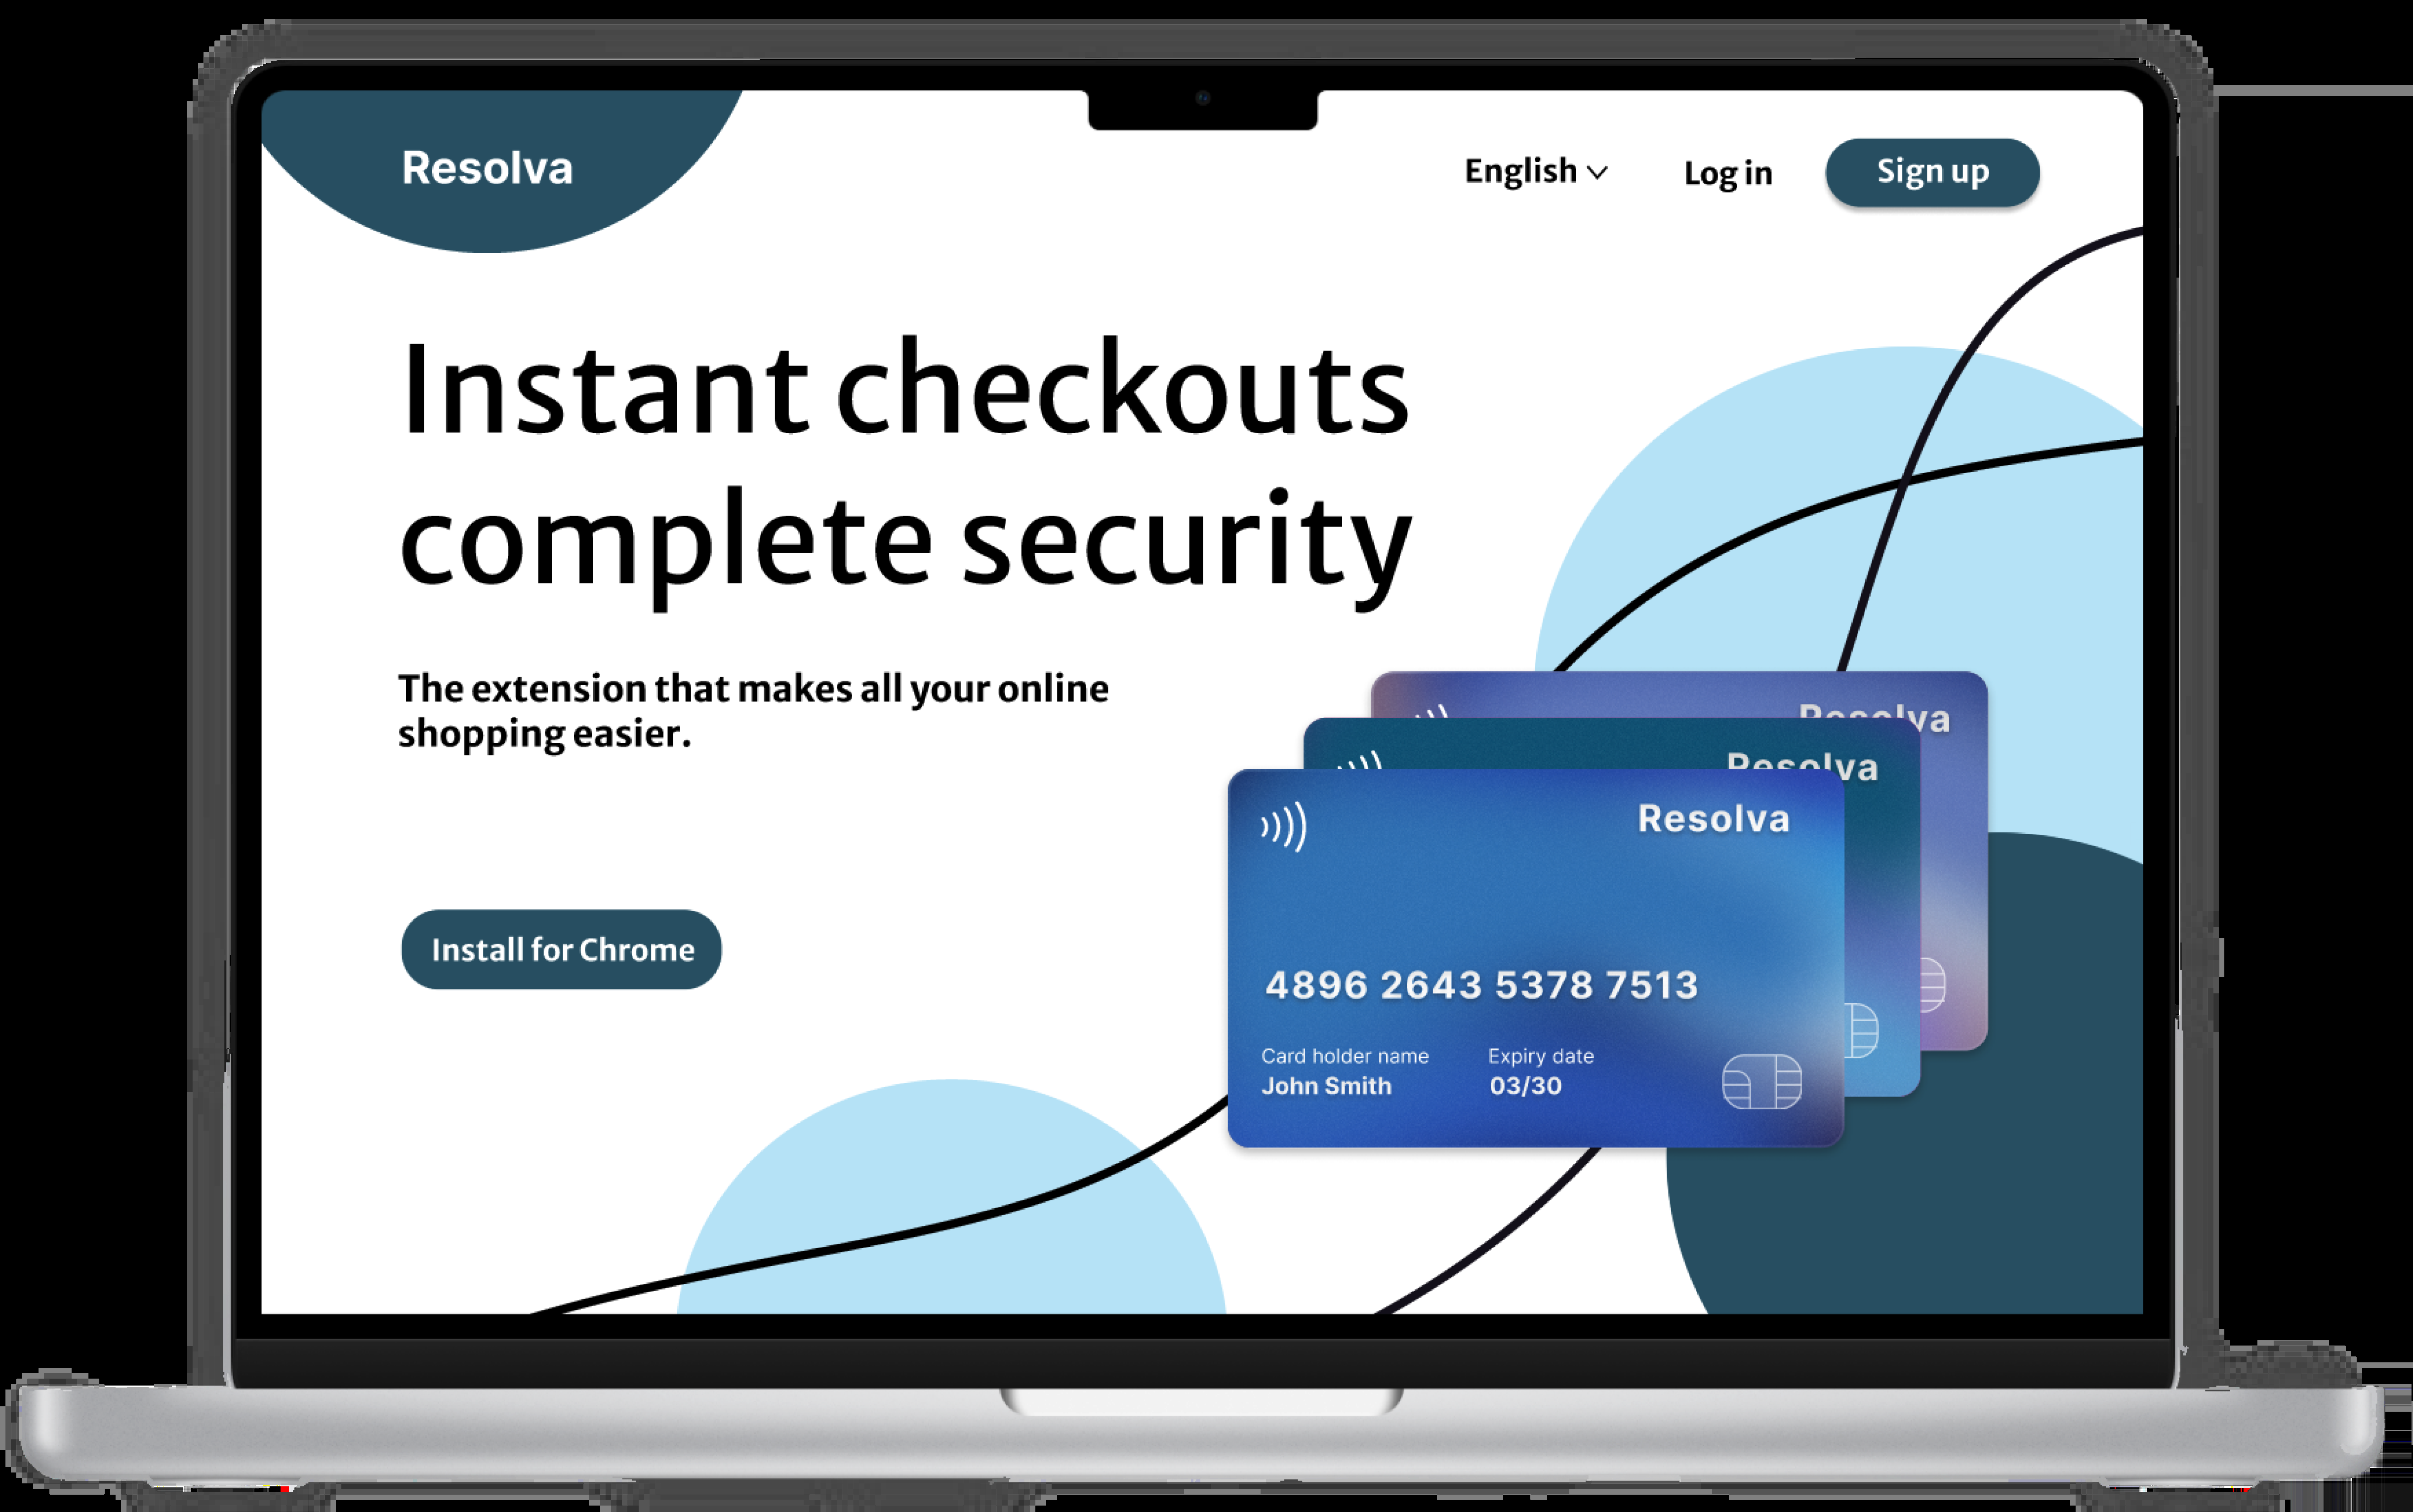 Resolva
English
Log in
Sign up
Instant checkouts
complete security
The extension that makes all your online
shopping easier.
Install for Chrome
Resolva
Resolva
Resolva
4896 2643 5378 7513
Card holder name
Expiry date
John Smith
03/30